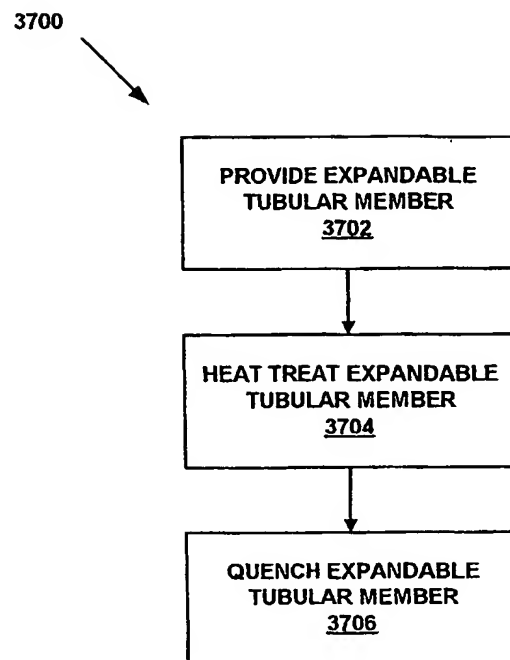 3700
PROVIDE EXPANDABLE
TUBULAR MEMBER
3702
HEAT TREAT EXPANDABLE
TUBULAR MEMBER
3704
QUENCH EXPANDABLE
TUBULAR MEMBER
3706